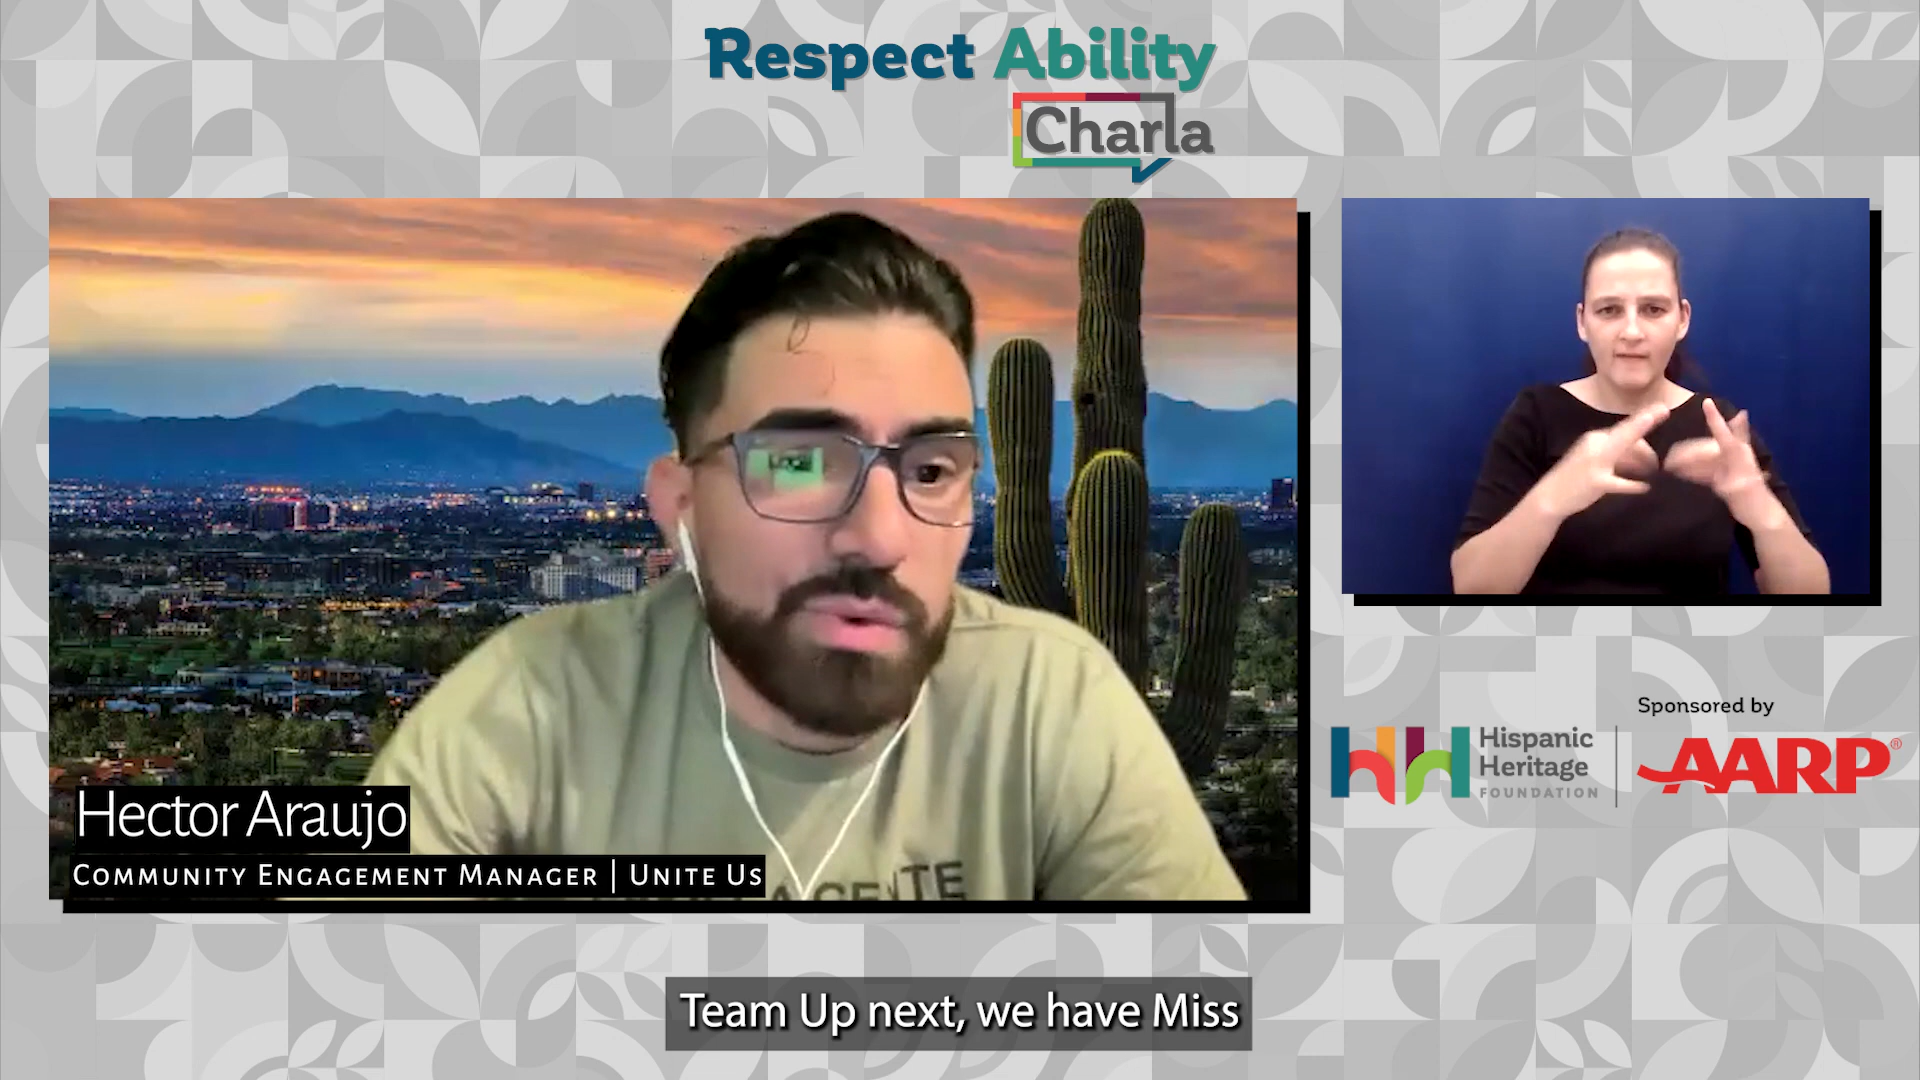 Respect Ability
Charla
Hector Araujo
Community Engagement Manager | Unite Us
Sponsored by
Hispanic
Heritage
FOUNDATION
AARP®
Team Up next, we have Miss